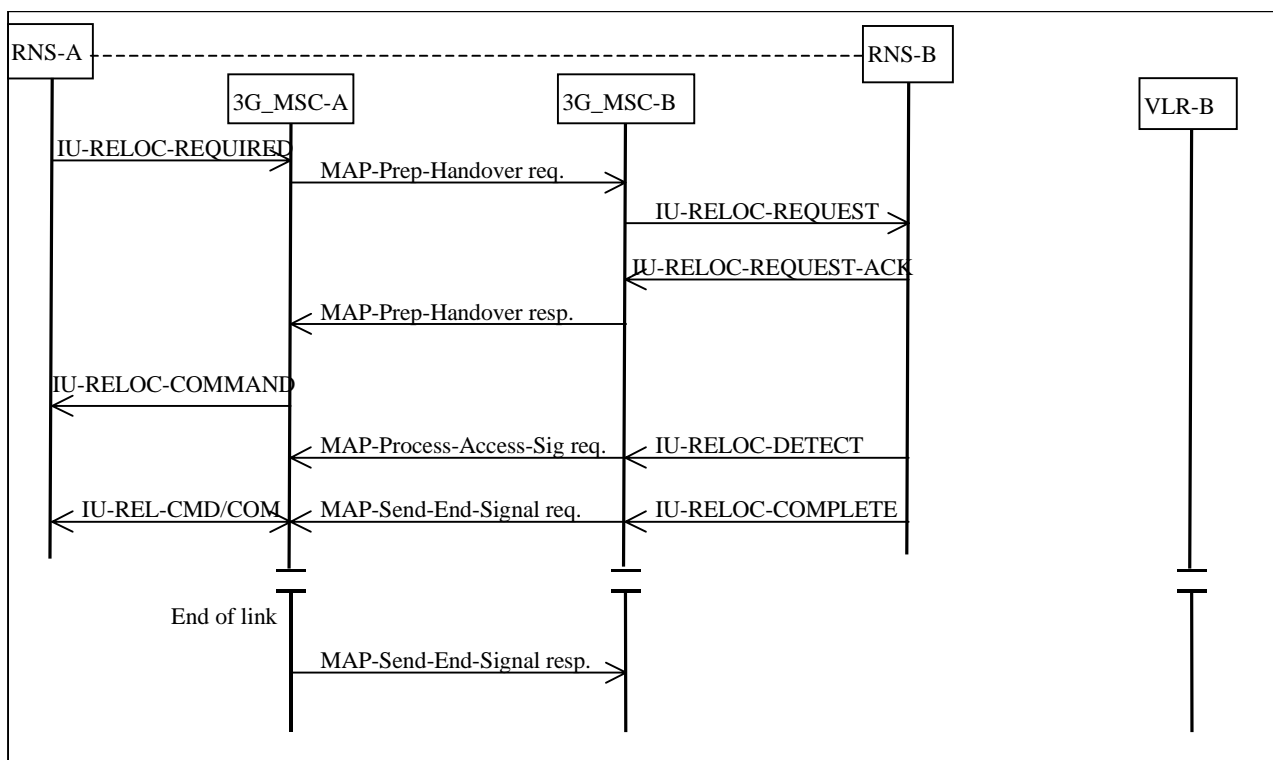 RNS-A
RNS-B
3G_MSC-A
3G_MSC-B
VLR-B
IU-RELOC-REQUIRED
MAP-Prep-Handover req.
IU-RELOC-REQUEST
IU-RELOC-REQUEST-ACK
MAP-Prep-Handover resp.
IU-RELOC-COMMAND
MAP-Process-Access-Sig req.
IU-RELOC-DETECT
IU-REL-CMD/COM
MAP-Send-End-Signal req.
IU-RELOC-COMPLETE
End of link
MAP-Send-End-Signal resp.